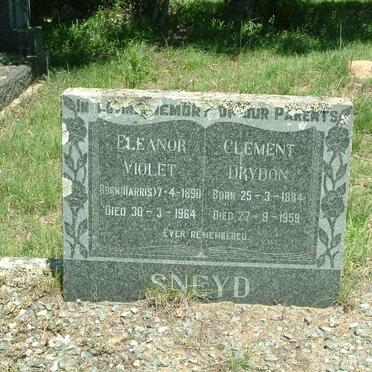 IN LOVING MEMORY OF OUR PARENTS
ELEANOR
VIOLET
BORN (HARRIS) 7-4-1890
DIED 30-3-1964
CLEMENT
DRYDON
BORN 25-3-1884
DIED 27-9-1959
EVER REMEMBERED.
SNEYD